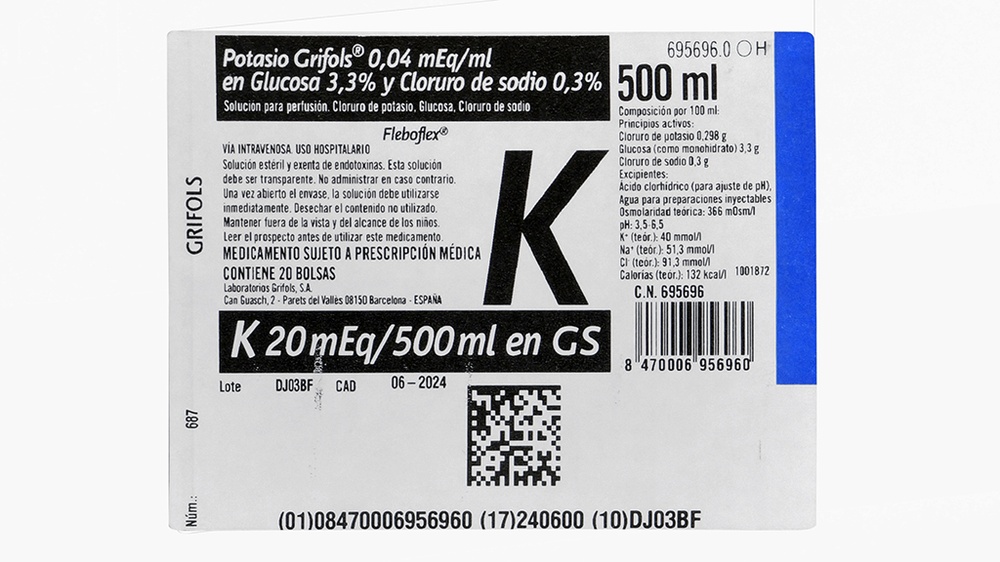 Potasio Grifols® 0,04 mEq/ml
en Glucosa 3,3% y Cloruro de sodio 0,3%
Solución para perfusión. Cloruro de potasio, Glucosa, Cloruro de sodio
Fleboflex®
VÍA INTRAVENOSA. USO HOSPITALARIO
Solución estéril y exenta de endotoxinas. Esta solución
debe ser transparente. No administrar en caso contrario.
Una vez abierto el envase, la solución debe utilizarse
inmediatamente. Desechar el contenido no utilizado.
Mantener fuera de la vista y del alcance de los niños.
Leer el prospecto antes de utilizar este medicamento.
MEDICAMENTO SUJETO A PRESCRIPCIÓN MÉDICA
CONTIENE 20 BOLSAS
Laboratorios Grifols, S.A.
Can Guasch, 2 - Parets del Vallès 08150 Barcelona - ESPAÑA
K
K 20 mEq/500 ml en GS
Lote DJ03BF CAD 06-2024
695696.0 O H
500 ml
Composición por 100 ml:
Principios activos:
Cloruro de potasio 0,298 g
Glucosa (como monohidrato) 3,3 g
Cloruro de sodio 0,3 g
Excipientes:
Ácido clorhídrico (para ajuste de pH),
Agua para preparaciones inyectables
Osmolaridad teórica: 366 mOsm/l
pH: 3,5-6,5
K⁺ (teór.): 40 mmol/l
Na⁺ (teór.): 51,3 mmol/l
Cl⁻ (teór.): 91,3 mmol/l
Calorías (teór.): 132 kcal/l 1001872
C.N. 695696
8 470006 956960
GRIFOLS
Núm.: 687
(01)08470006956960 (17)240600 (10)DJ03BF